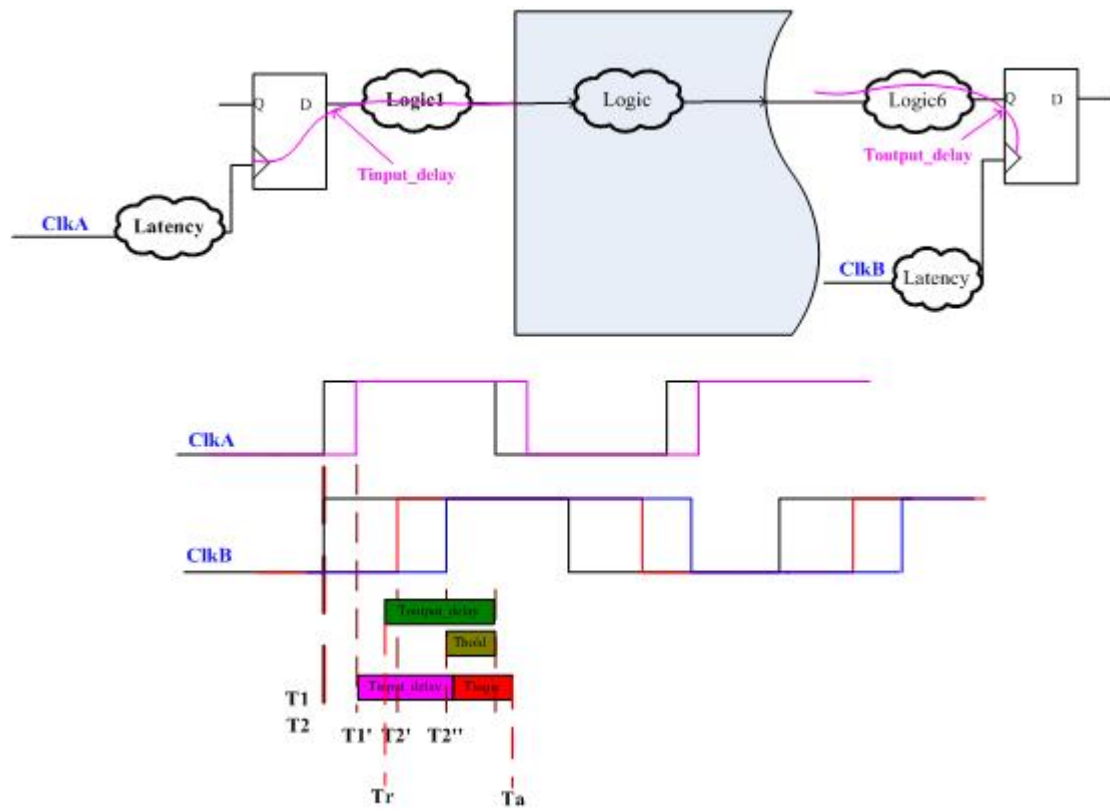 Q D
Logic1
Logic
Logic6
Q D
Tinput_delay
Toutput_delay
ClkA
Latency
ClkB
Latency
ClkA
ClkB
Toutput_delay
Thold
Tinput_delay
Tlogic
T1
T2
T1' T2' T2''
Tr Ta